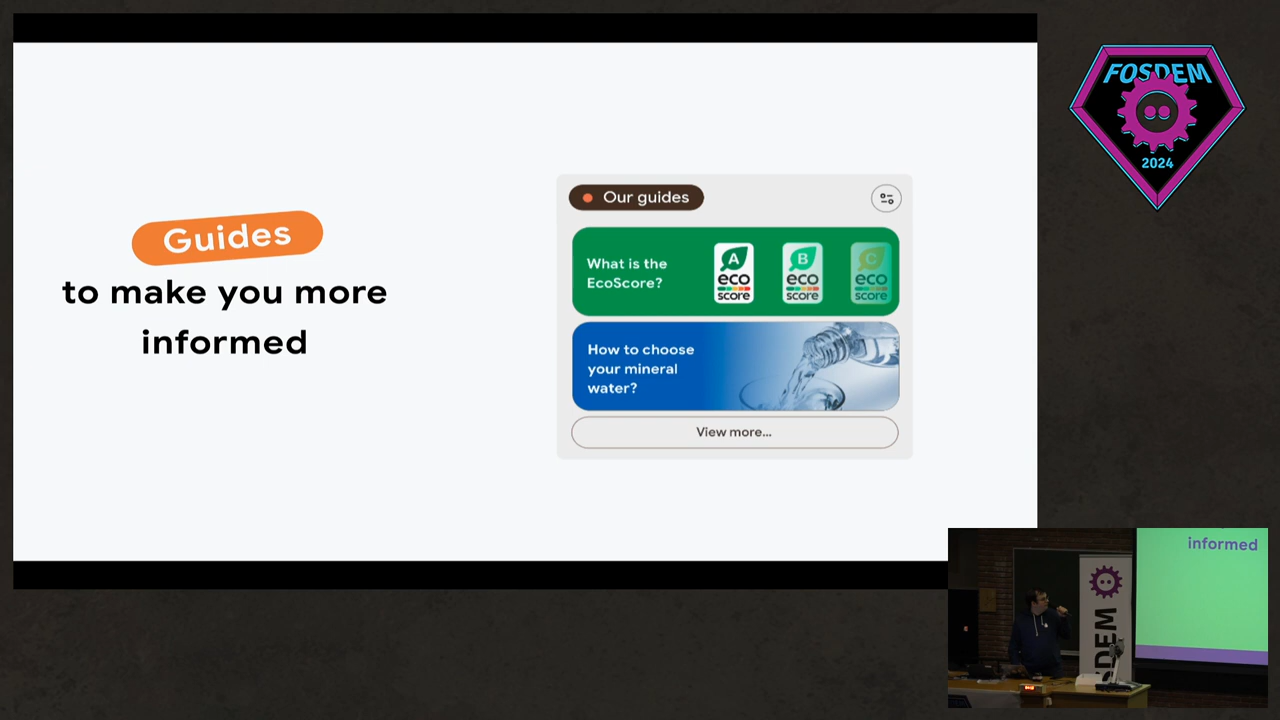 Guides
to make you more
informed
Our guides
What is the
EcoScore?
A
eco
score
B
eco
score
C
eco
score
How to choose
your mineral
water?
View more...
FOSDEM
2024
informed
DEM